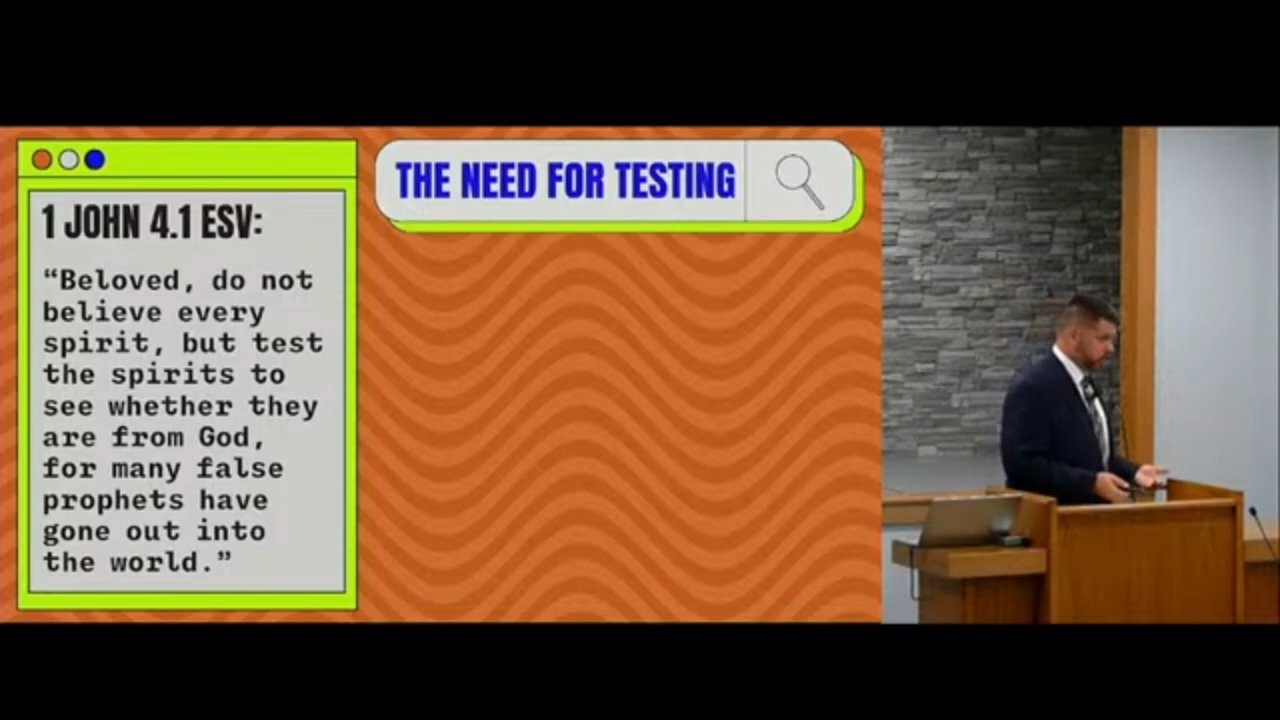 1 JOHN 4.1 ESV:
“Beloved, do not
believe every
spirit, but test
the spirits to
see whether they
are from God,
for many false
prophets have
gone out into
the world.”
THE NEED FOR TESTING